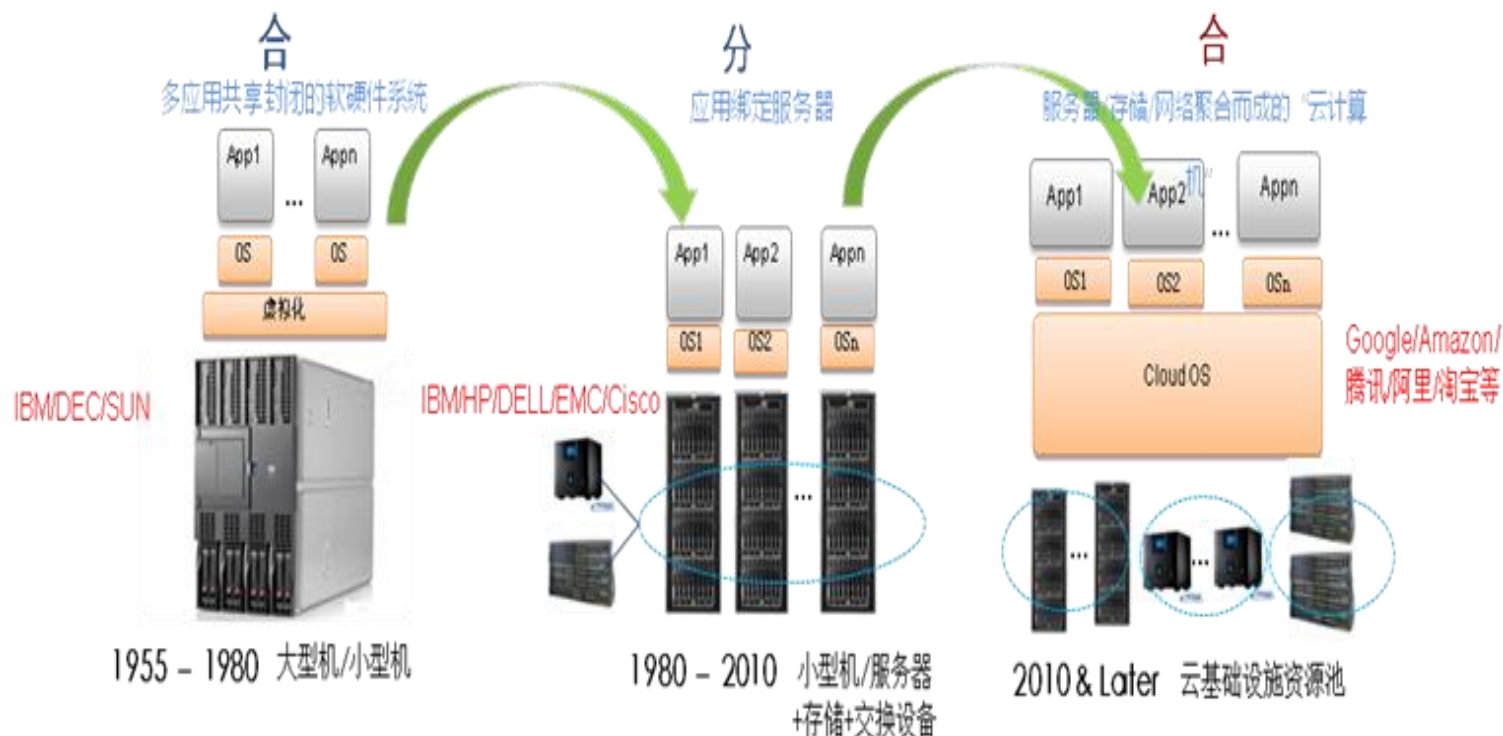 合
多应用共享封闭的软硬件系统
App1
...
Appn
OS
OS
虚拟化
IBM/DEC/SUN
1955 – 1980 大型机/小型机
分
应用绑定服务器
App1
App2
Appn
OS1
OS2
OSn
IBM/HP/DELL/EMC/Cisco
...
1980 – 2010 小型机/服务器
+存储+交换设备
合
服务器/存储/网络聚合而成的 “云计算
机”
App1
App2
...
Appn
OS1
OS2
OSn
Cloud OS
Google/Amazon/
腾讯/阿里/淘宝等
...
...
2010 & Later 云基础设施资源池